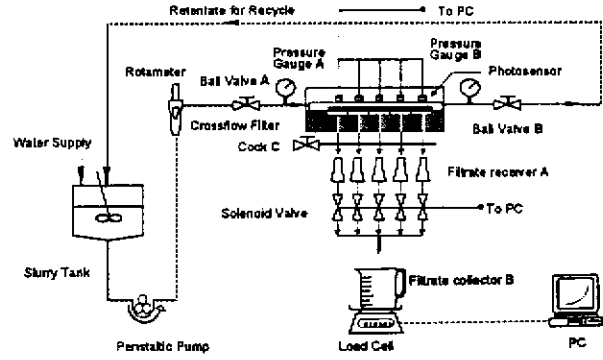 Retentate for Recycle
To PC
Pressure Gauge A
Pressure Gauge B
Rotameter
Ball Valve A
Photosensor
Crossflow Filter
Ball Valve B
Water Supply
Cock C
Filtrate receiver A
Solenoid Valve
To PC
Slurry Tank
Filtrate collector B
Peristaltic Pump
Load Cell
PC